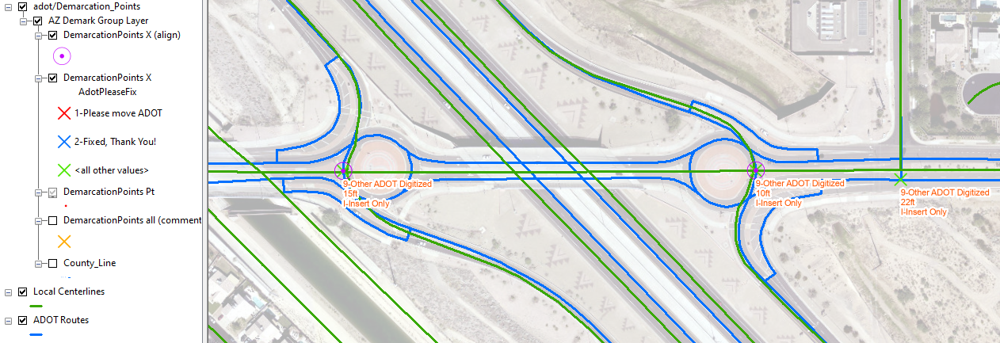 adot/Demarcation_Points
AZ Demark Group Layer
DemarcationPoints X (align)
DemarcationPoints X
AdotPleaseFix
1-Please move ADOT
2-Fixed, Thank You!
<all other values>
DemarcationPoints Pt
DemarcationPoints all (comment
County_Line
Local Centerlines
ADOT Routes
9-Other ADOT Digitized
15ft
I-Insert Only
9-Other ADOT Digitized
10ft
I-Insert Only
9-Other ADOT Digitized
22ft
I-Insert Only